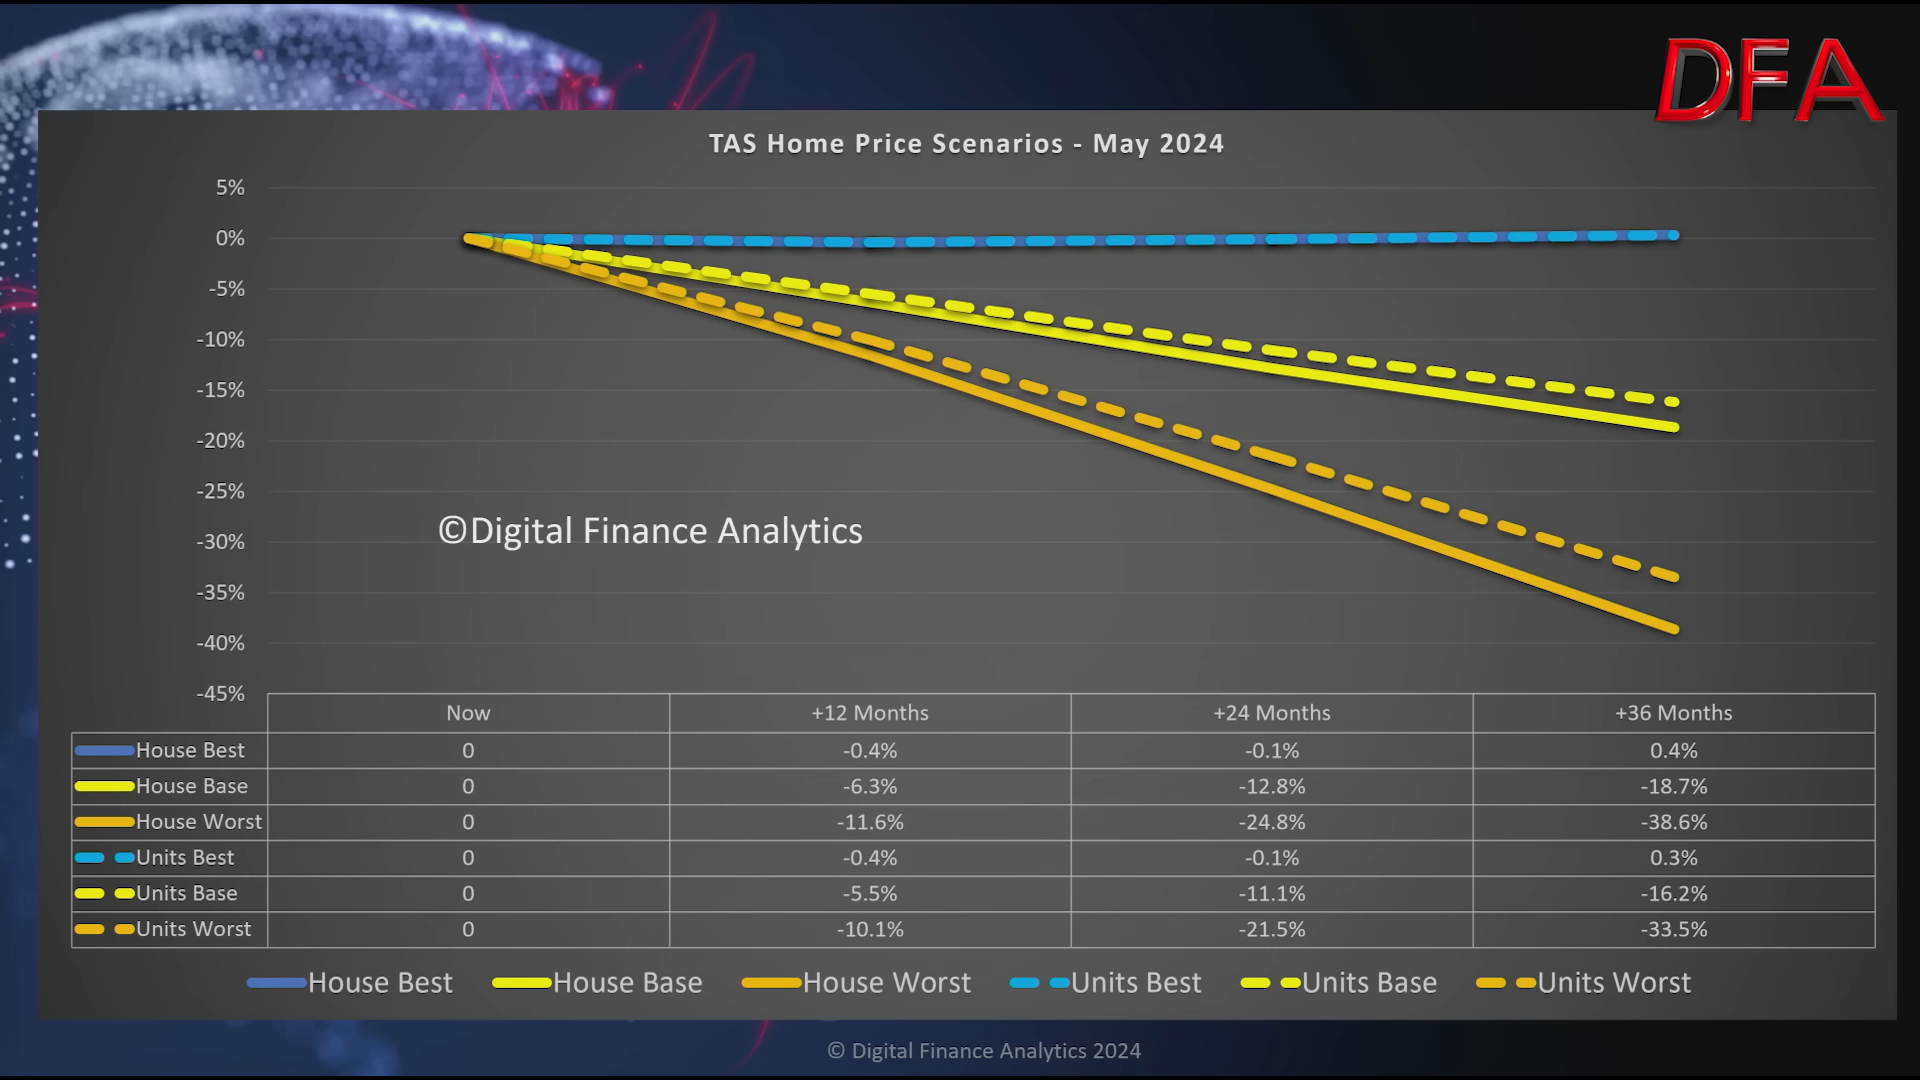 DFA
TAS Home Price Scenarios - May 2024
5%
0%
-5%
-10%
-15%
-20%
-25%
©Digital Finance Analytics
-30%
-35%
-40%
-45%
Now +12 Months +24 Months +36 Months
House Best 0 -0.4% -0.1% 0.4%
House Base 0 -6.3% -12.8% -18.7%
House Worst 0 -11.6% -24.8% -38.6%
Units Best 0 -0.4% -0.1% 0.3%
Units Base 0 -5.5% -11.1% -16.2%
Units Worst 0 -10.1% -21.5% -33.5%
House Best House Base House Worst Units Best Units Base Units Worst
© Digital Finance Analytics 2024